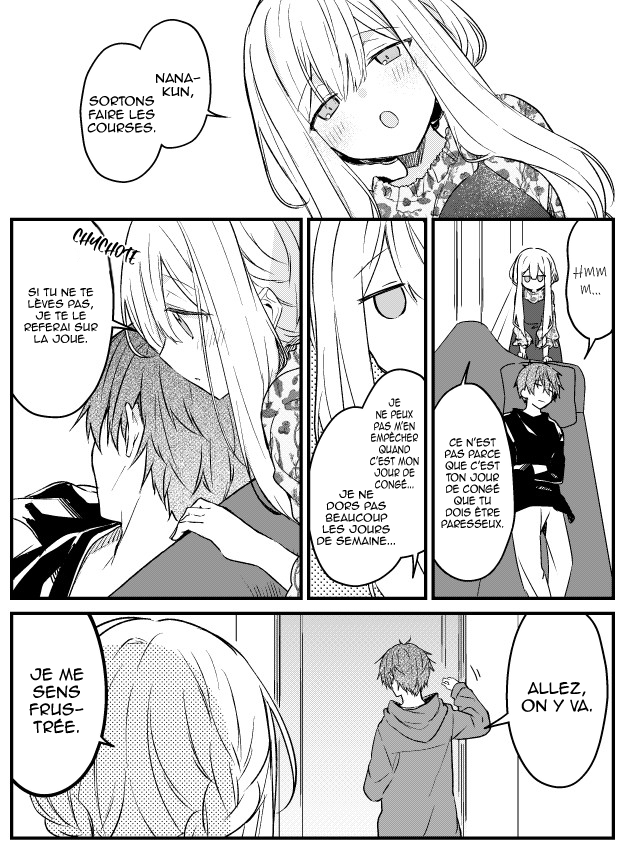 NANA-
KUN,
SORTONS
FAIRE LES
COURSES.
HMM
M...
CE N'EST
PAS PARCE
QUE C'EST
TON JOUR
DE CONGÉ
QUE TU
DOIS ÊTRE
PARESSEUX.
JE
NE PEUX
PAS M'EN
EMPÊCHER
QUAND
C'EST MON
JOUR DE
CONGÉ...
JE NE
DORS PAS
BEAUCOUP
LES JOURS
DE SEMAINE...
CHUCHOTE
SI TU NE TE
LÈVES PAS,
JE TE LE
REFERAI SUR
LA JOUE.
ALLEZ,
ON Y VA.
JE ME
SENS
FRUS-
TRÉE.